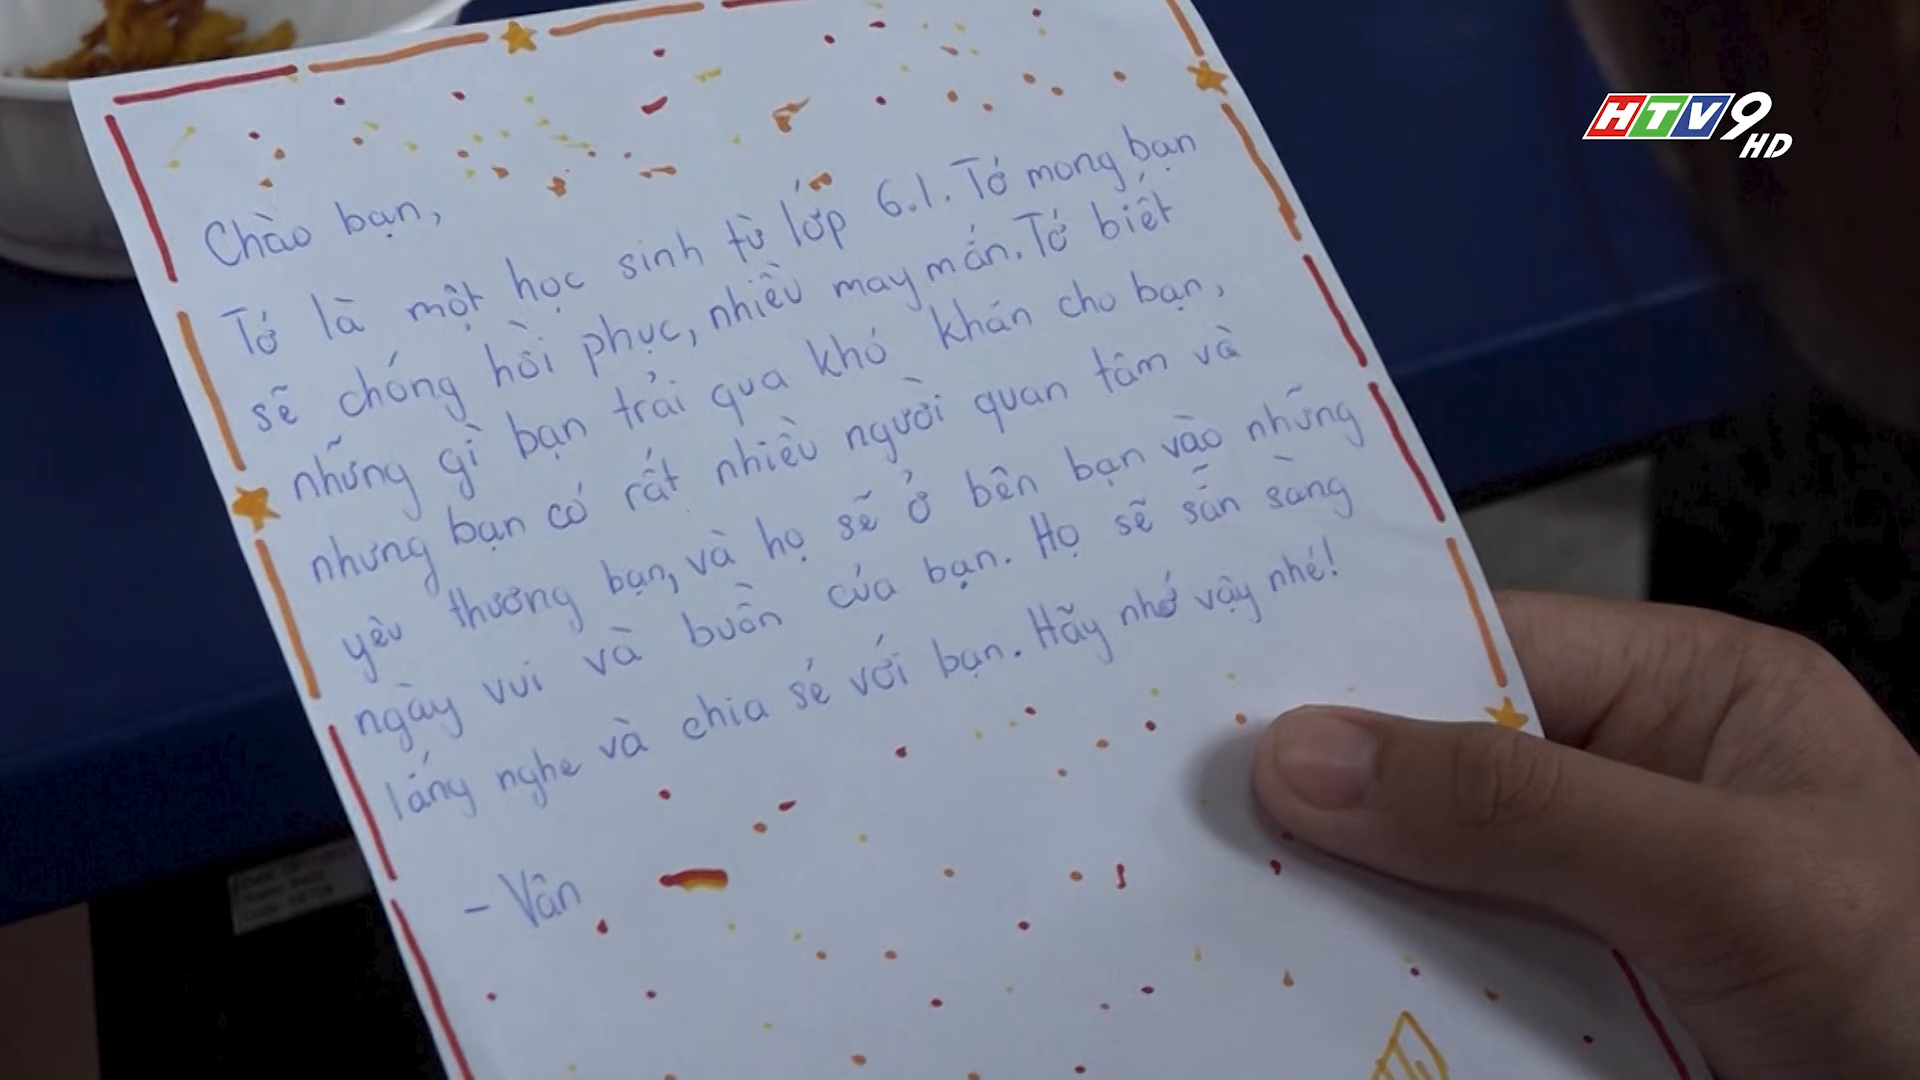 HTV9
HD
Chào bạn,
Tớ là một học sinh từ lớp 6.1. Tớ mong bạn
sẽ chóng hồi phục, nhiều may mắn. Tớ biết
những gì bạn trải qua khó khăn cho bạn,
nhưng bạn có rất nhiều người quan tâm và
yêu thương bạn, và họ sẽ ở bên bạn vào những
ngày vui và buồn của bạn. Họ sẽ sẵn sàng
lắng nghe và chia sẻ với bạn. Hãy nhớ vậy nhé!
- Vân